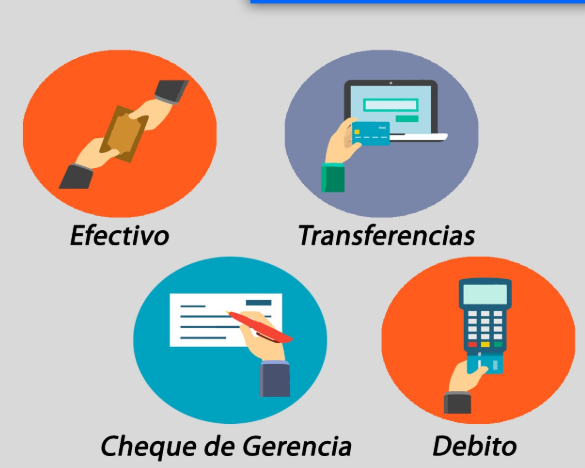 Efectivo
Transferencias
Cheque de Gerencia
Debito